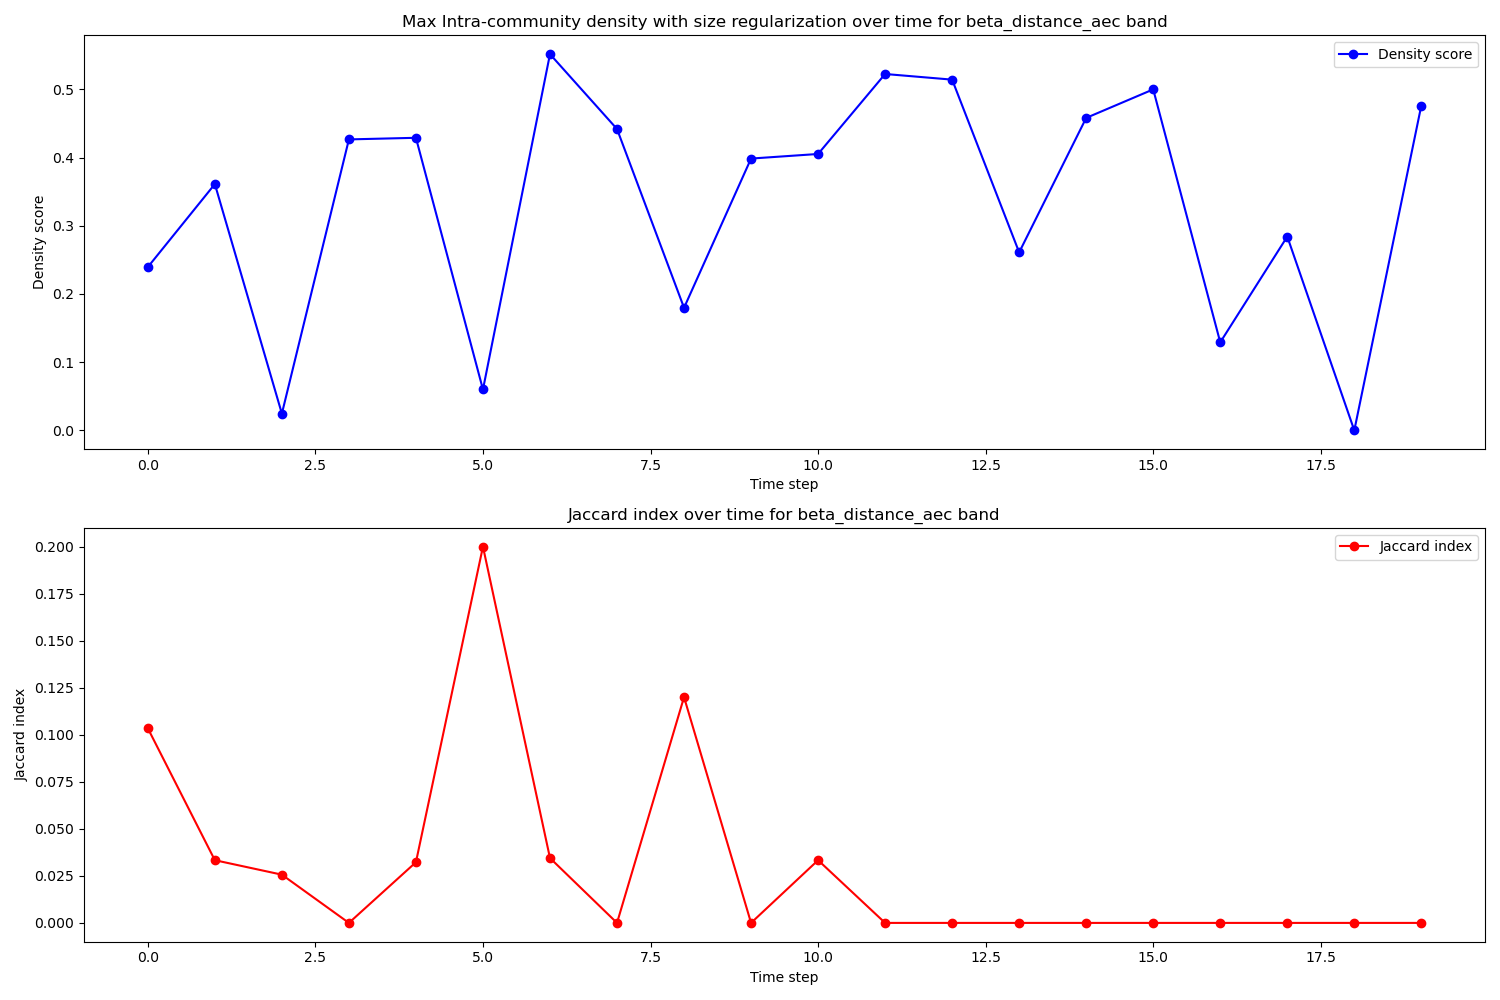 Max Intra-community density with size regularization over time for beta_distance_aec band
Density score
Density score
0.5
0.4
0.3
0.2
0.1
0.0
0.0 2.5 5.0 7.5 10.0 12.5 15.0 17.5
Time step
Jaccard index over time for beta_distance_aec band
Jaccard index
Jaccard index
0.200
0.175
0.150
0.125
0.100
0.075
0.050
0.025
0.000
0.0 2.5 5.0 7.5 10.0 12.5 15.0 17.5
Time step